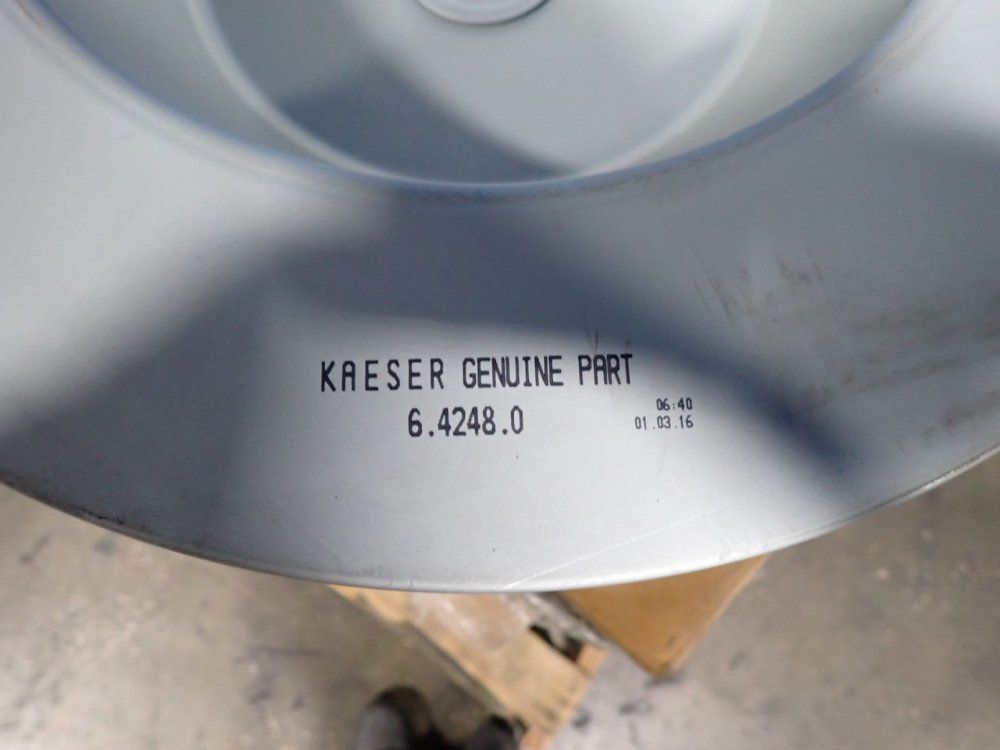 KAESER GENUINE PART
6.4248.0
06:40
01.03.16